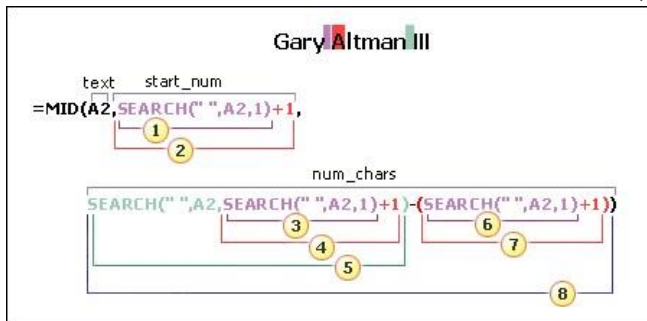 Gary Altman III
text start_num
=MID(A2,SEARCH(" ",A2,1)+1,
1
2
num_chars
SEARCH(" ",A2,SEARCH(" ",A2,1)+1)-(SEARCH(" ",A2,1)+1))
3 6
4 7
5
8